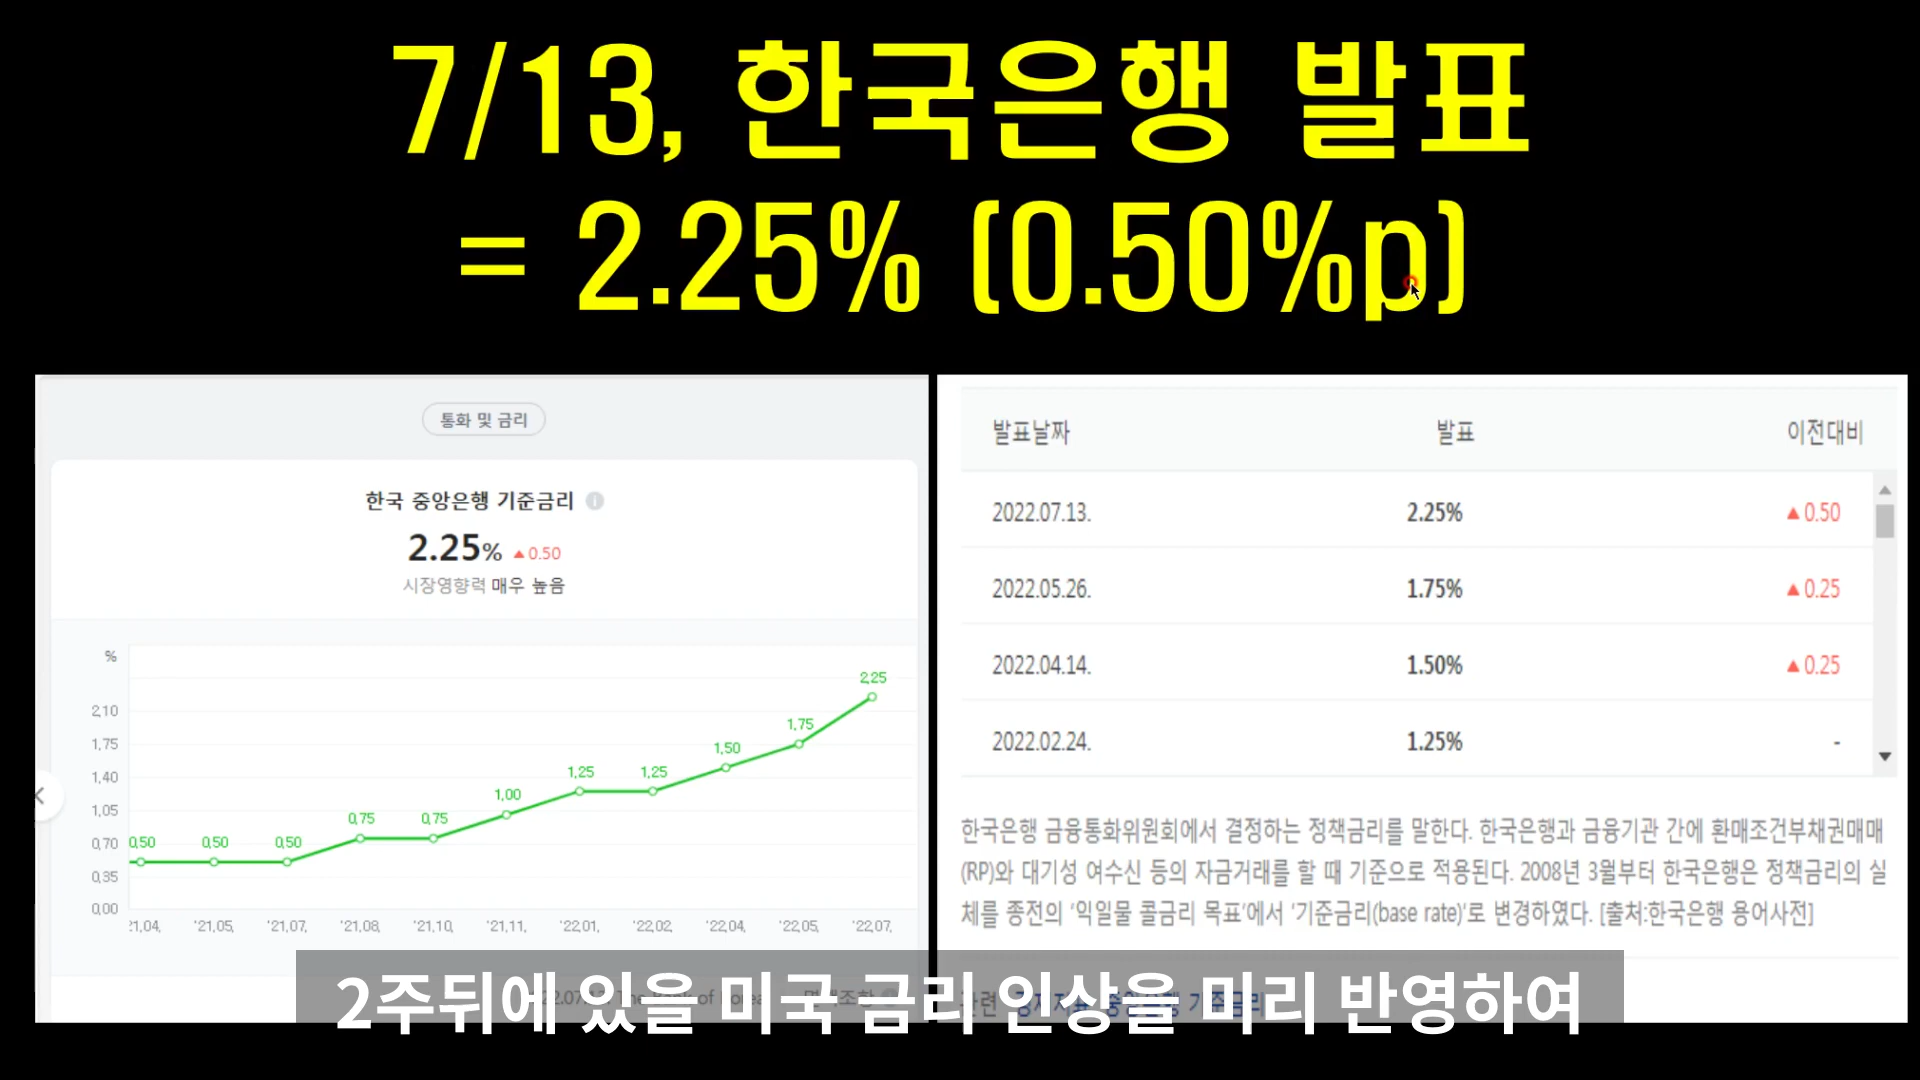 7/13, 한국은행 발표
= 2.25% (0.50%p)
통화 및 금리
한국 중앙은행 기준금리
2.25% ▲0.50
시장영향력 매우 높음
%
2,10
1,75
1,40
1,05
0,70
0,35
0,00
0,50
0,50
0,50
0,75
0,75
1,00
1,25
1,25
1,50
1,75
2,25
21,04, '21,05, '21,07, '21,08, '21,10, '21,11, '22,01, '22,02, '22,04, '22,05, '22,07,
발표날짜 발표 이전대비
2022.07.13. 2.25% ▲0.50
2022.05.26. 1.75% ▲0.25
2022.04.14. 1.50% ▲0.25
2022.02.24. 1.25% -
한국은행 금융통화위원회에서 결정하는 정책금리를 말한다. 한국은행과 금융기관 간에 환매조건부채권매매
(RP)와 대기성 여수신 등의 자금거래를 할 때 기준으로 적용된다. 2008년 3월부터 한국은행은 정책금리의 실
체를 종전의 '익일물 콜금리 목표'에서 '기준금리(base rate)'로 변경하였다. [출처:한국은행 용어사전]
2주뒤에 있을 미국 금리 인상을 미리 반영하여